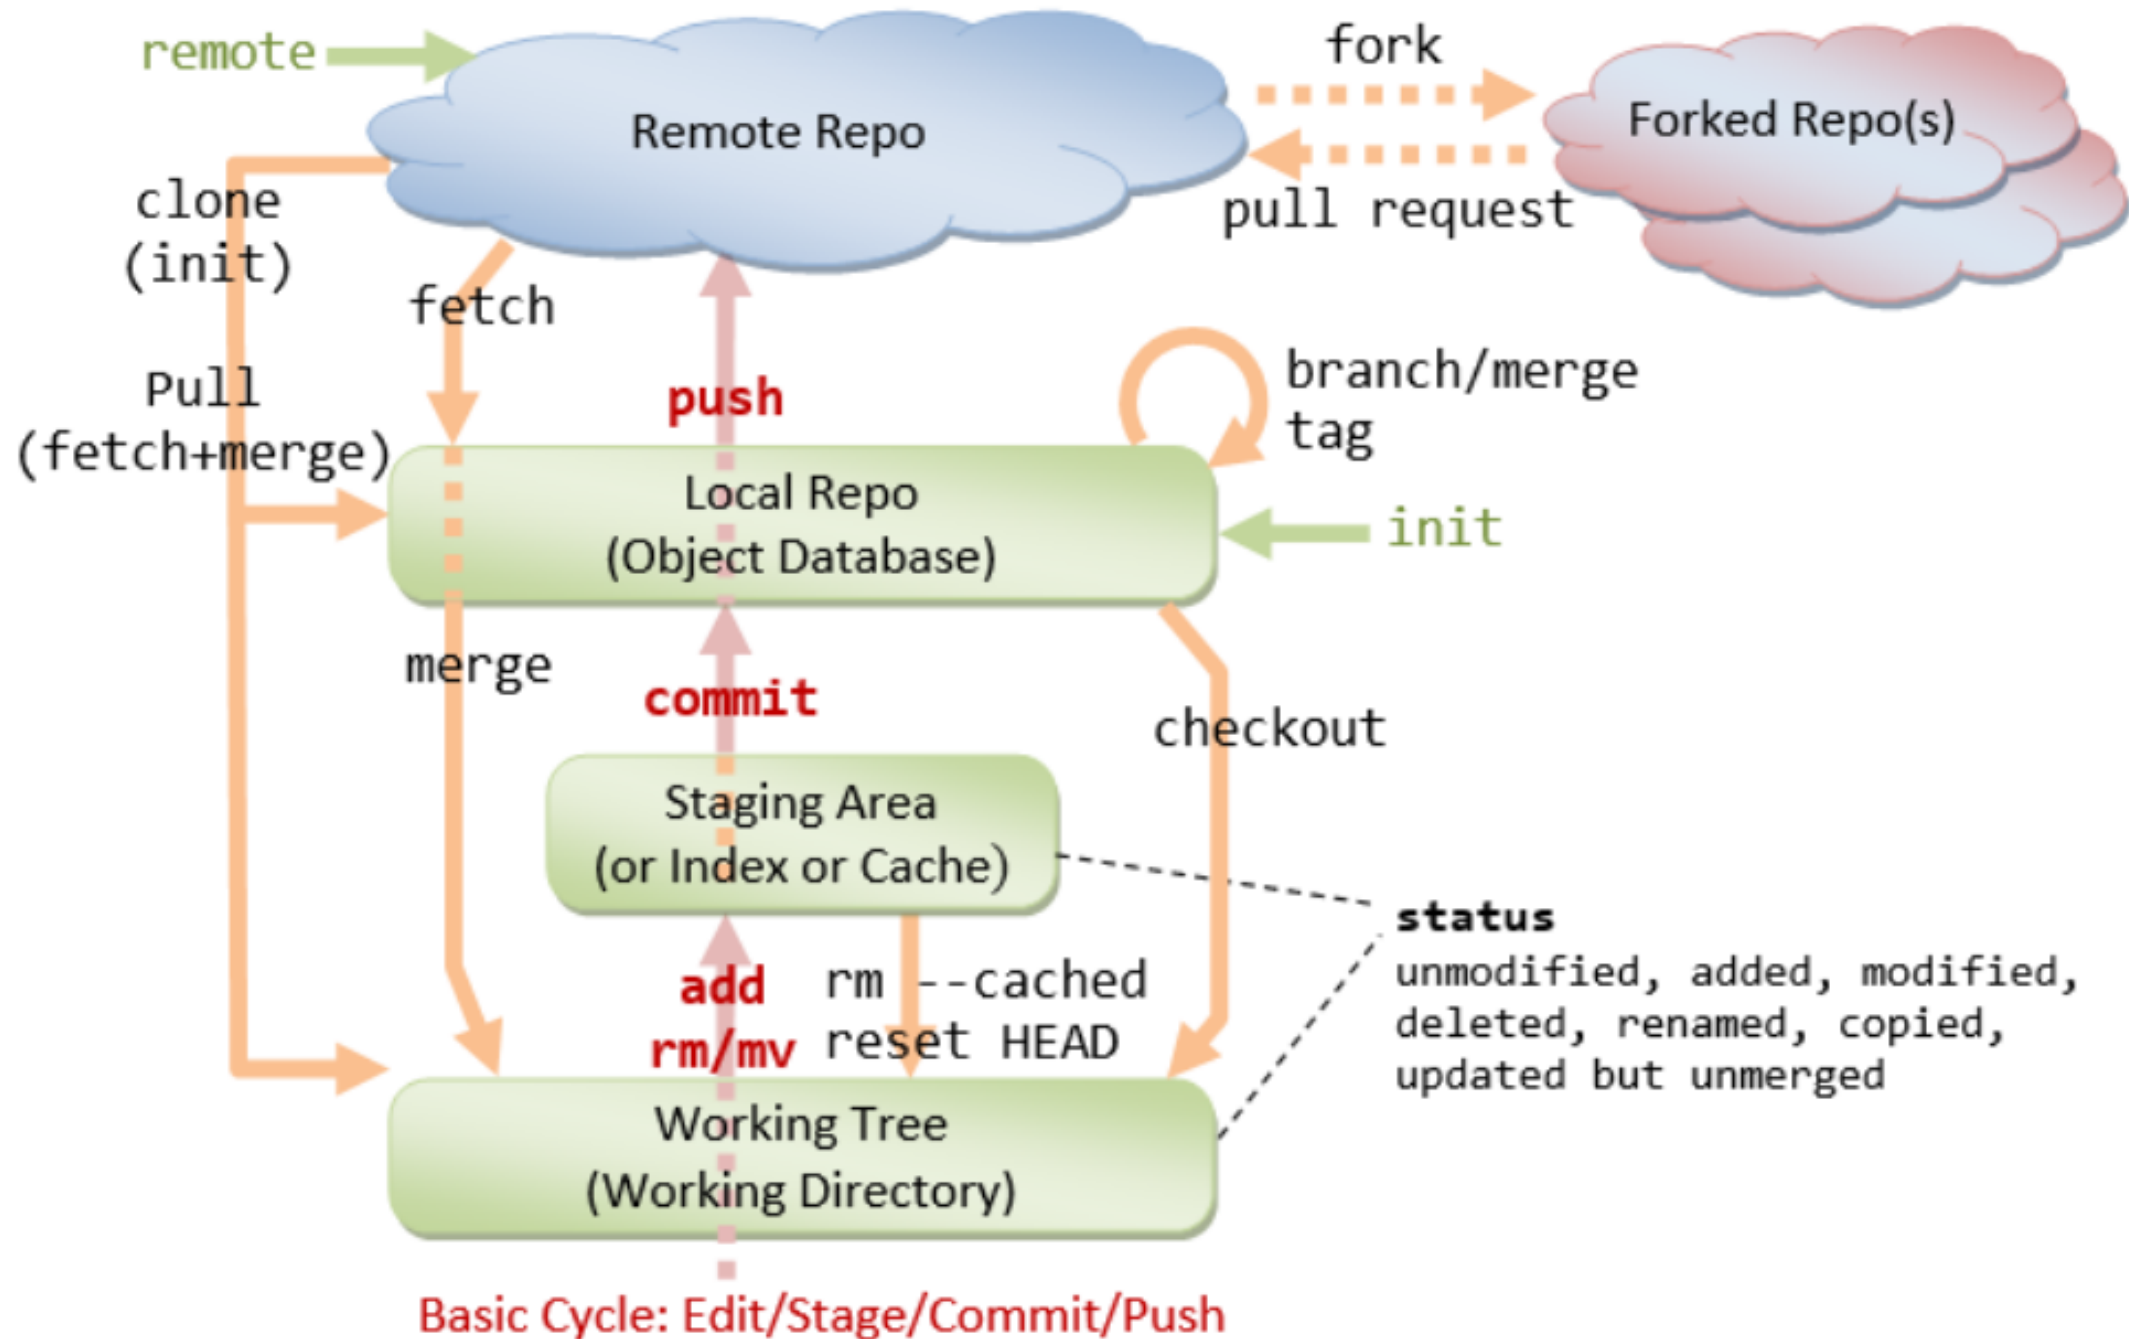 remote
fork
Remote Repo
Forked Repo(s)
clone
(init)
pull request
fetch
Pull
(fetch+merge)
push
branch/merge
tag
Local Repo
(Object Database)
init
merge
commit
checkout
Staging Area
(or Index or Cache)
status
unmodified, added, modified,
deleted, renamed, copied,
updated but unmerged
add
rm/mv
rm --cached
reset HEAD
Working Tree
(Working Directory)
Basic Cycle: Edit/Stage/Commit/Push